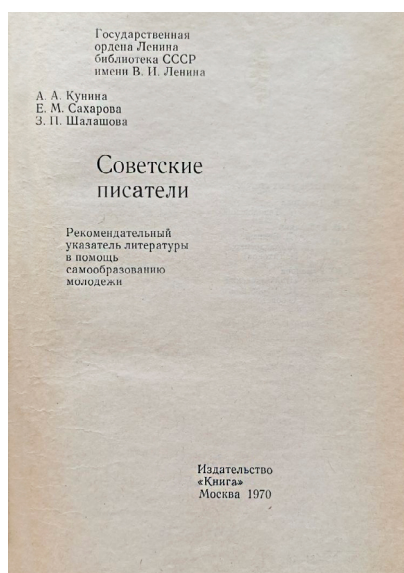 Государственная
ордена Ленина
библиотека СССР
имени В. И. Ленина
А. А. Кунина
Е. М. Сахарова
З. П. Шалашова
Советские
писатели
Рекомендательный
указатель литературы
в помощь
самообразованию
молодежи
Издательство
«Книга»
Москва 1970